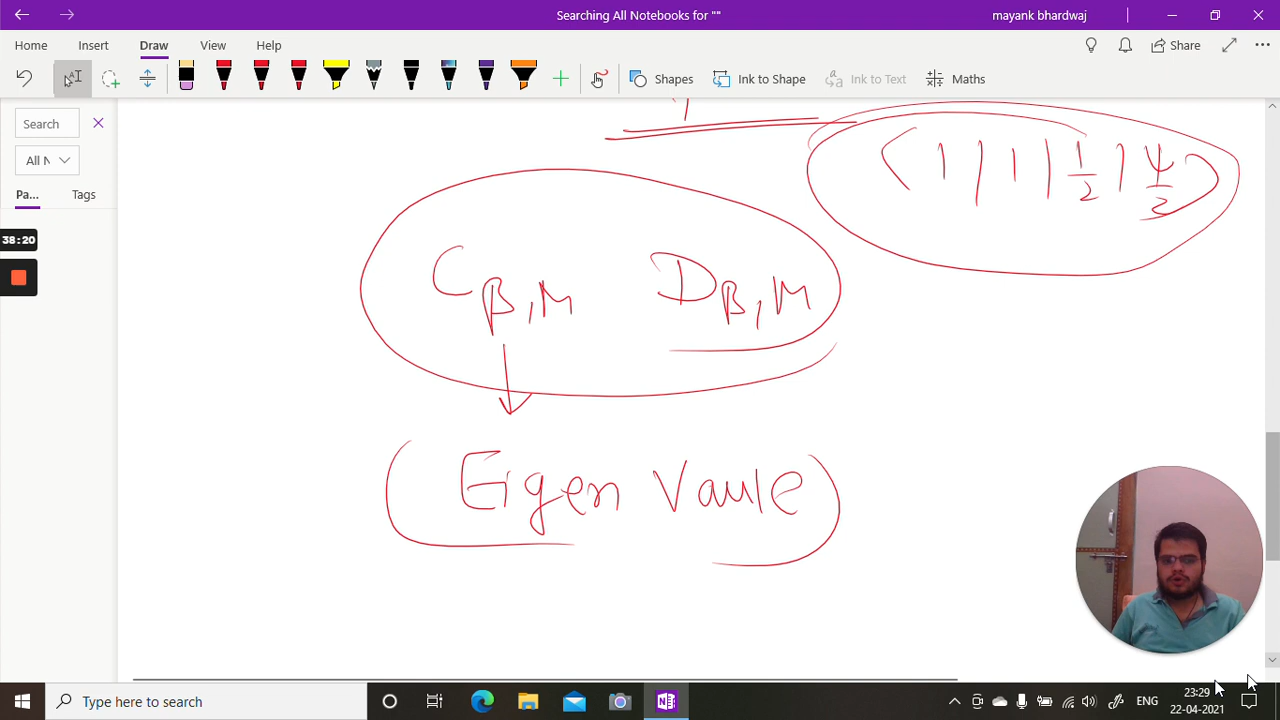 Searching All Notebooks for ""
mayank bhardwaj
Home Insert Draw View Help
Share
Shapes
Ink to Shape
Ink to Text
Maths
Search
All N
Pa...
Tags
38:20
1 | 1 | 1/2 | ψ/2
C β,M D β,M
Eigen Vaule
Type here to search
ENG
23:29
22-04-2021